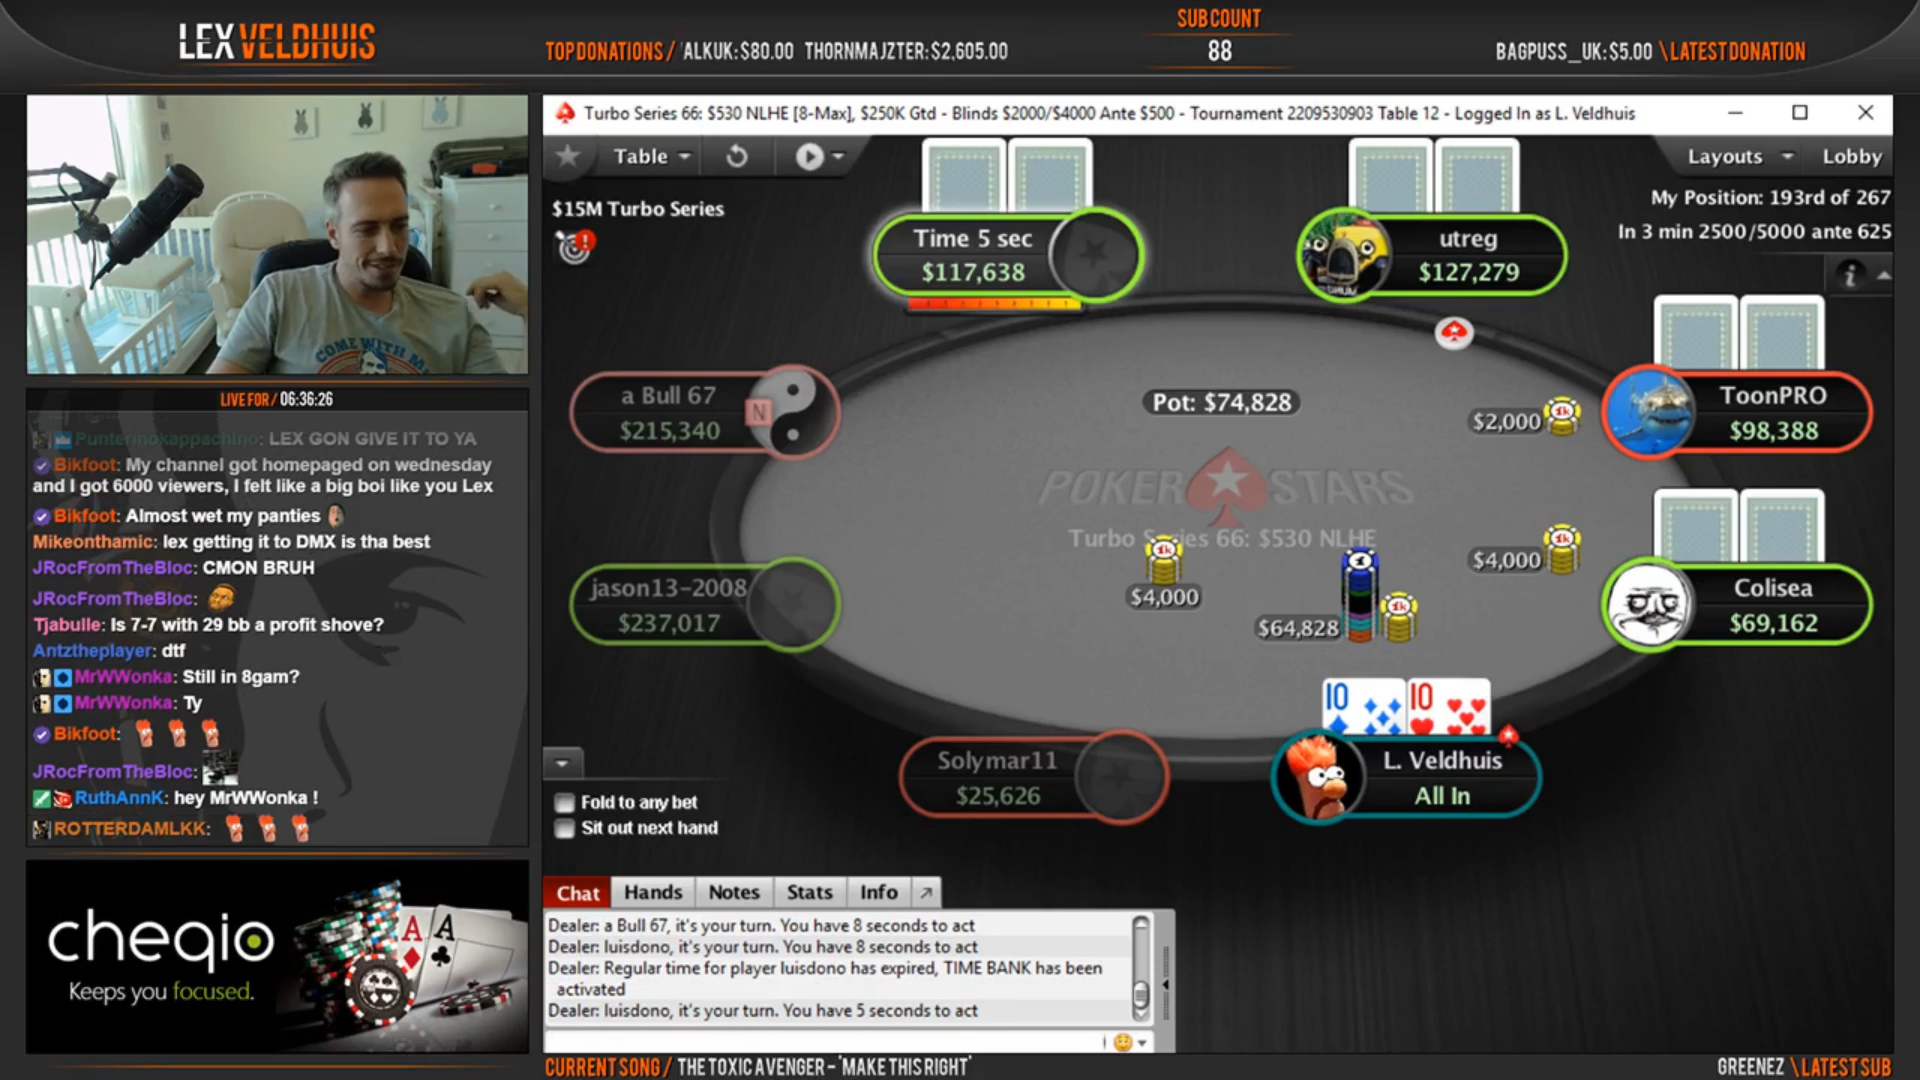 LEX VELDHUIS
TOP DONATIONS / ALKUK: $80.00 THORNMAJZTER: $2,605.00
SUB COUNT
88
BAGPUSS_UK: $5.00 \ LATEST DONATION
Turbo Series 66: $530 NLHE [8-Max], $250K Gtd - Blinds $2000/$4000 Ante $500 - Tournament 2209530903 Table 12 - Logged In as L. Veldhuis
Table
Layouts
Lobby
My Position: 193rd of 267
In 3 min 2500/5000 ante 625
$15M Turbo Series
Time 5 sec
$117,638
utreg
$127,279
a Bull 67
N
$215,340
Pot: $74,828
$2,000
ToonPRO
$98,388
POKER STARS
Turbo Series 66: $530 NLHE
jason13-2008
$237,017
$4,000
$4,000
$64,828
Colisea
$69,162
10 10
Solymar11
$25,626
L. Veldhuis
All In
Fold to any bet
Sit out next hand
Chat
Hands
Notes
Stats
Info
Dealer: a Bull 67, it's your turn. You have 8 seconds to act
Dealer: luisdono, it's your turn. You have 8 seconds to act
Dealer: Regular time for player luisdono has expired, TIME BANK has been
activated
Dealer: luisdono, it's your turn. You have 5 seconds to act
COME WITH ME
LIVE FOR / 06:36:26
Punterinokappachino: LEX GON GIVE IT TO YA
Bikfoot: My channel got homepaged on wednesday
and I got 6000 viewers, I felt like a big boi like you Lex
Bikfoot: Almost wet my panties
Mikeonthamic: lex getting it to DMX is tha best
JRocFromTheBloc: CMON BRUH
JRocFromTheBloc:
Tjabulle: Is 7-7 with 29 bb a profit shove?
Antztheplayer: dtf
MrWWonka: Still in 8gam?
MrWWonka: Ty
Bikfoot:
JRocFromTheBloc:
RuthAnnK: hey MrWWonka !
ROTTERDAMLKK:
cheqio
Keeps you focused.
A A
CURRENT SONG / THE TOXIC AVENGER - 'MAKE THIS RIGHT'
GREENEZ \ LATEST SUB